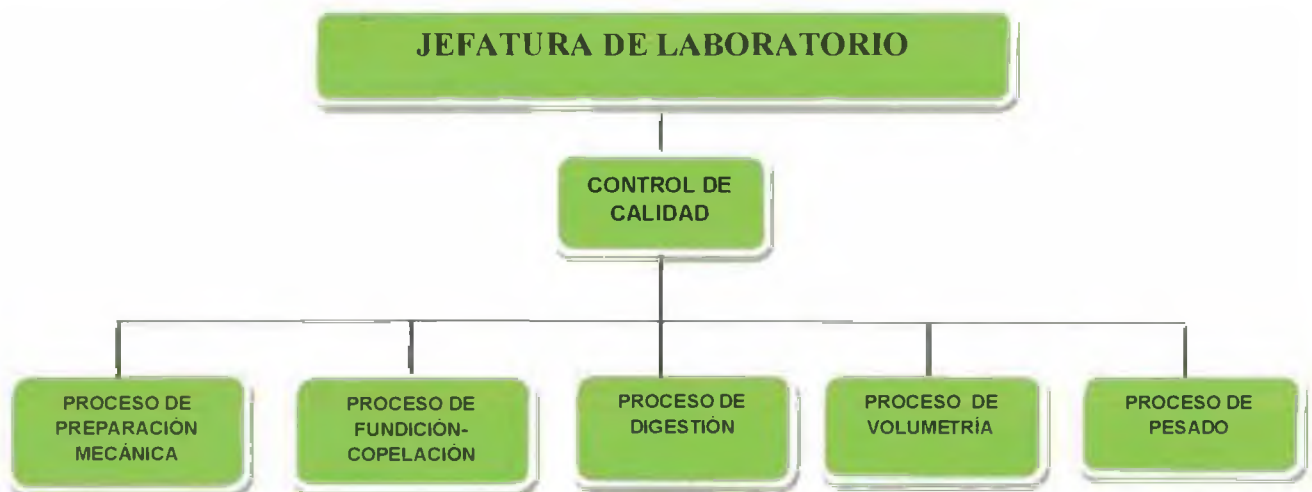 JEFATURA DE LABORATORIO
CONTROL DE
CALIDAD
PROCESO DE
PREPARACIÓN
MECÁNICA
PROCESO DE
FUNDICIÓN-
COPELACIÓN
PROCESO DE
DIGESTIÓN
PROCESO DE
VOLUMETRÍA
PROCESO DE
PESADO